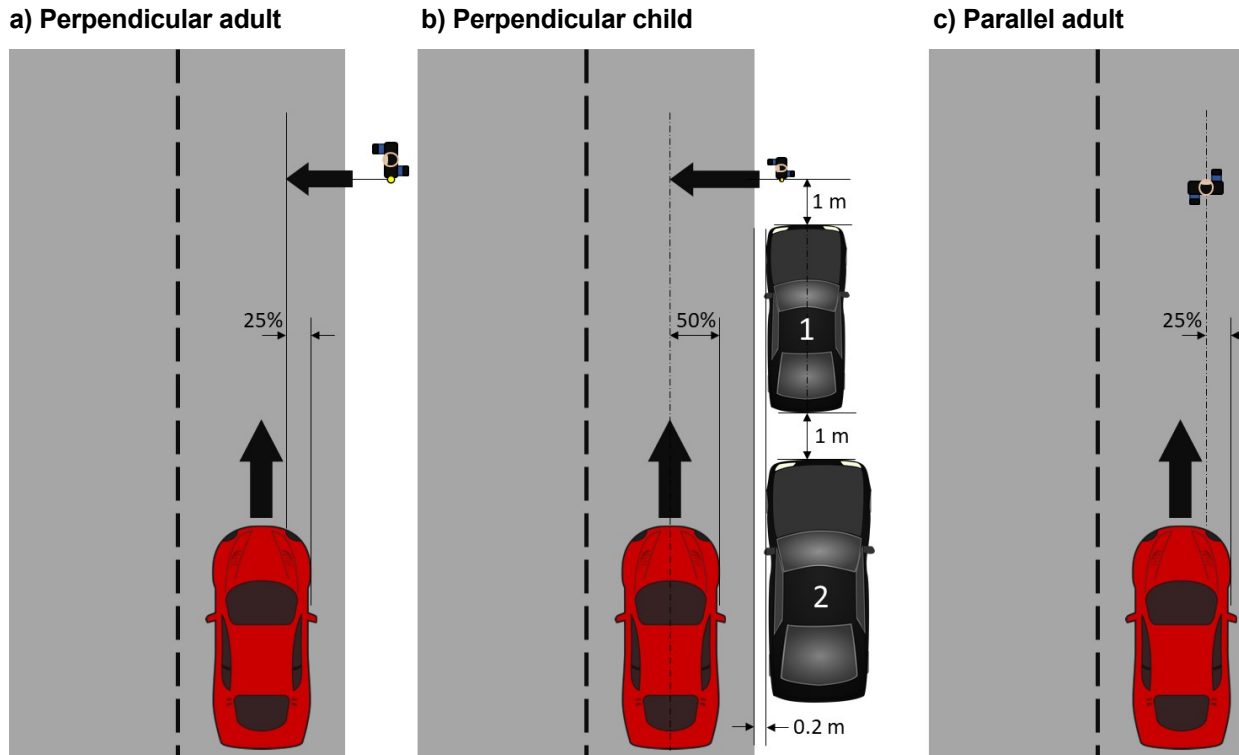 a) Perpendicular adult
b) Perpendicular child
c) Parallel adult
25%
1 m
50%
1
1 m
2
0.2 m
25%